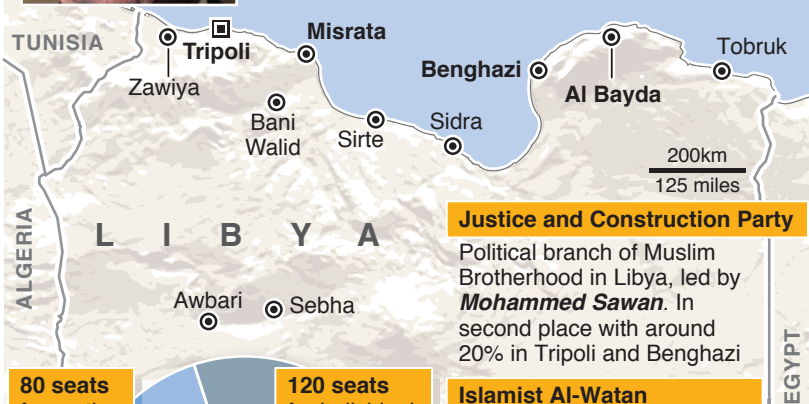 TUNISIA
Tripoli
Misrata
Zawiya
Benghazi
Al Bayda
Tobruk
Bani
Walid
Sirte
Sidra
200km
125 miles
ALGERIA
LIBYA
Awbari
Sebha
EGYPT
Justice and Construction Party
Political branch of Muslim
Brotherhood in Libya, led by
Mohammed Sawan. In
second place with around
20% in Tripoli and Benghazi
80 seats
120 seats
Islamist Al-Watan